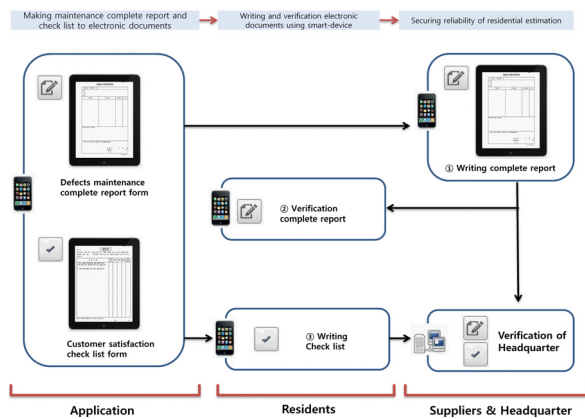 Making maintenance complete report and
check list to electronic documents
Writing and verification electronic
documents using smart-device
Securing reliability of residential estimation
Defects maintenance
complete report form
① Writing complete report
② Verification
complete report
Customer satisfaction
check list form
③ Writing
Check list
Verification of
Headquarter
Application
Residents
Suppliers & Headquarter